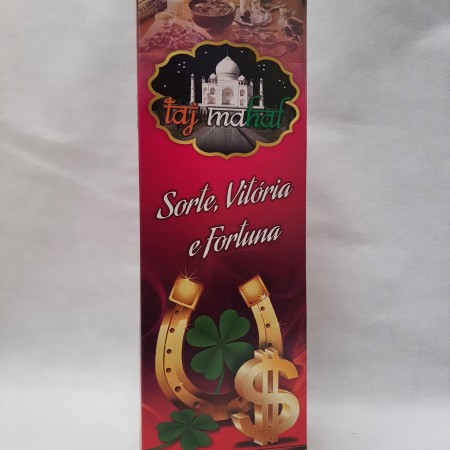 taj mahal
Sorte, Vitória
e Fortuna